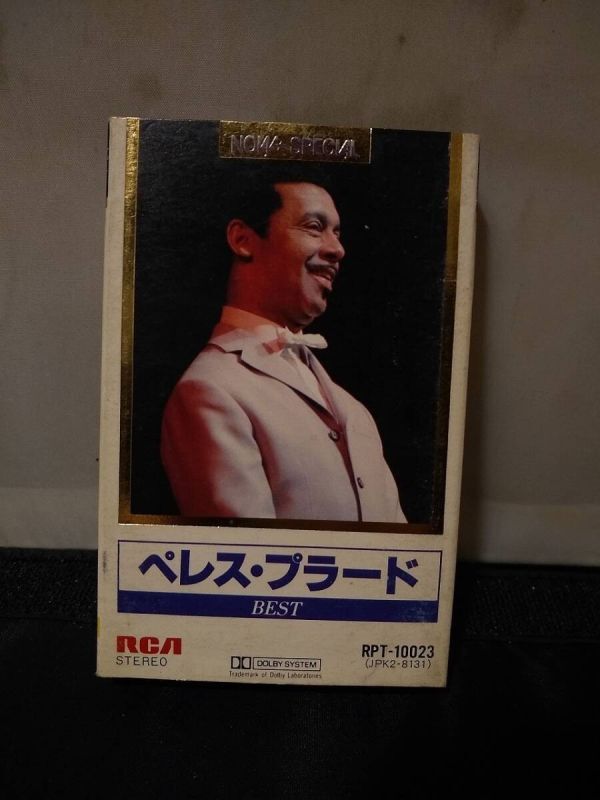 NOVA SPECIAL
ペレス・プラード
BEST
RCA
STEREO
DOLBY SYSTEM
Trademark of Dolby Laboratories
RPT-10023
(JPK2-8131)